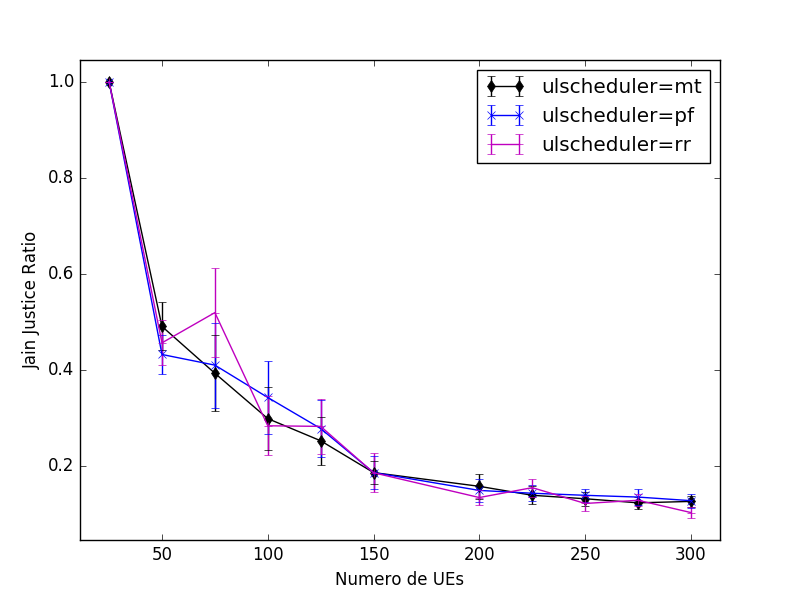 ulscheduler=mt
ulscheduler=pf
ulscheduler=rr
Jain Justice Ratio
1.0
0.8
0.6
0.4
0.2
50 100 150 200 250 300
Numero de UEs